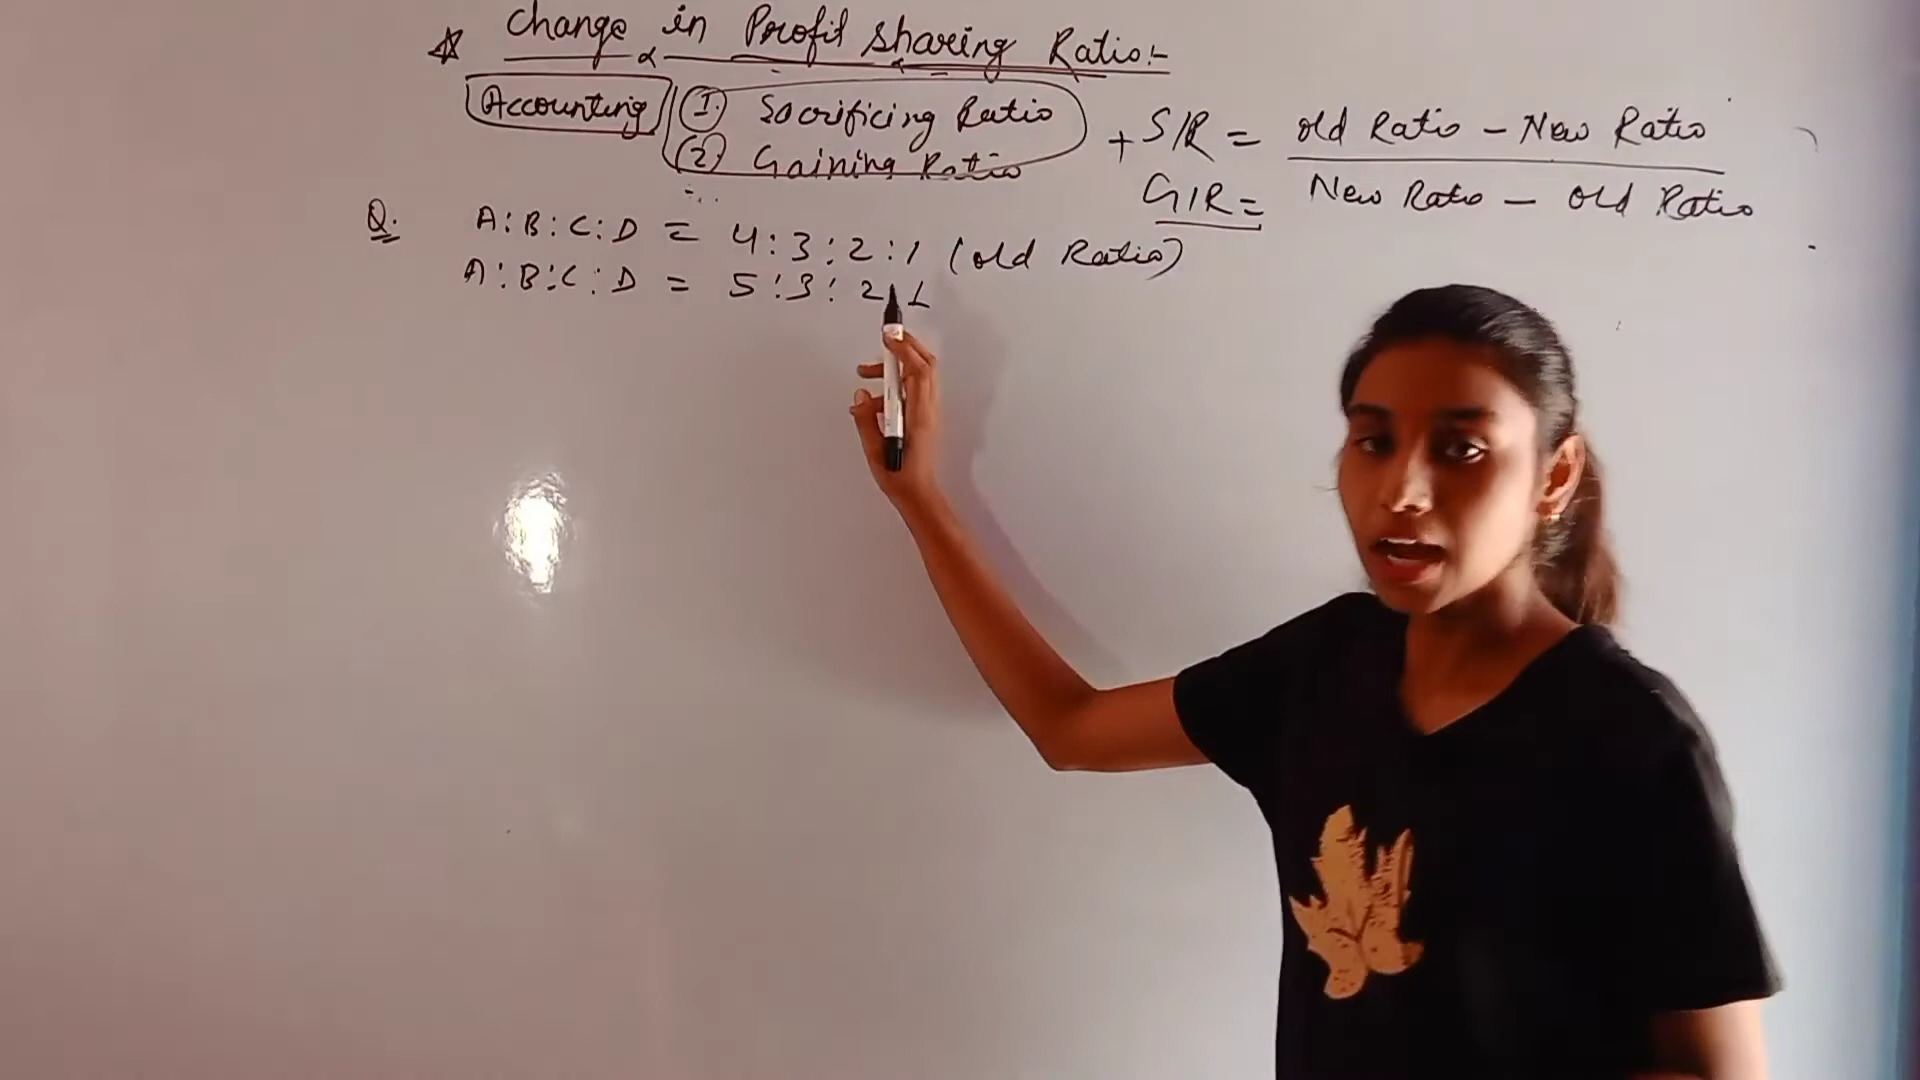 Change in Profit Sharing Ratio:-
Accounting
(1.) Sacrificing Ratio
(2) Gaining Ratio
+ S/R = old Ratio - New Ratio
G/R = New Ratio - old Ratio
Q. A:B:C:D = 4:3:2:1 (old Ratio)
A:B:C:D = 5:3:2:1